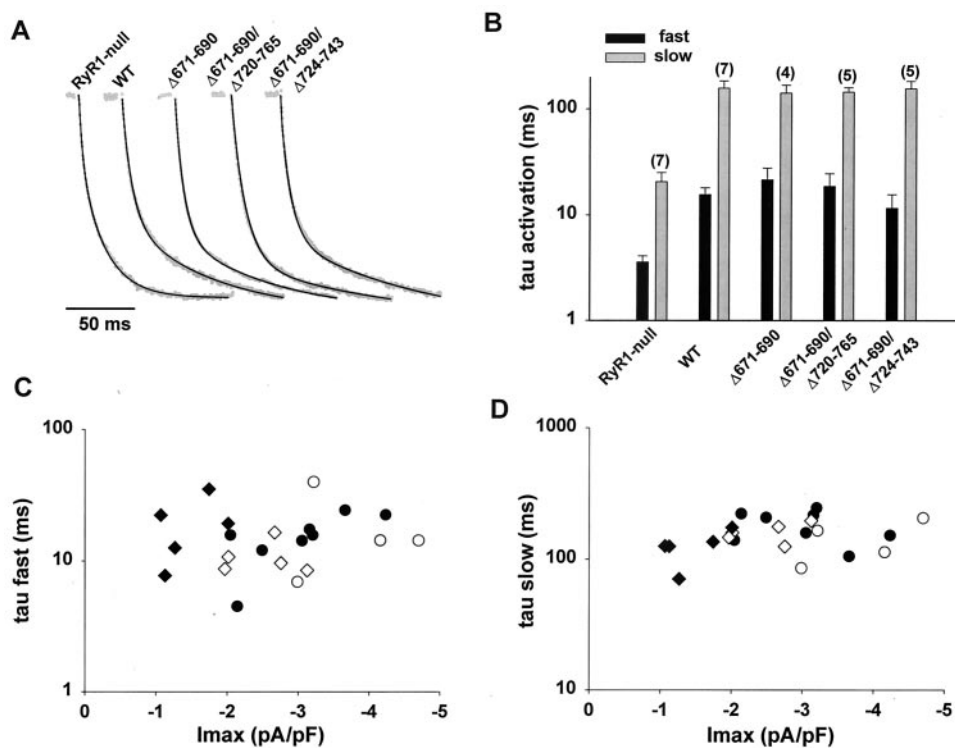 A
RyR1-null
WT
Δ671-690
Δ671-690/
Δ720-765
Δ671-690/
Δ724-743
50 ms
B
fast
slow
tau activation (ms)
100
10
1
(7)
(7)
(4)
(5)
(5)
RyR1-null
WT
Δ671-690
Δ671-690/
Δ720-765
Δ671-690/
Δ724-743
C
tau fast (ms)
100
10
1
0 -1 -2 -3 -4 -5
Imax (pA/pF)
D
tau slow (ms)
1000
100
10
0 -1 -2 -3 -4 -5
Imax (pA/pF)